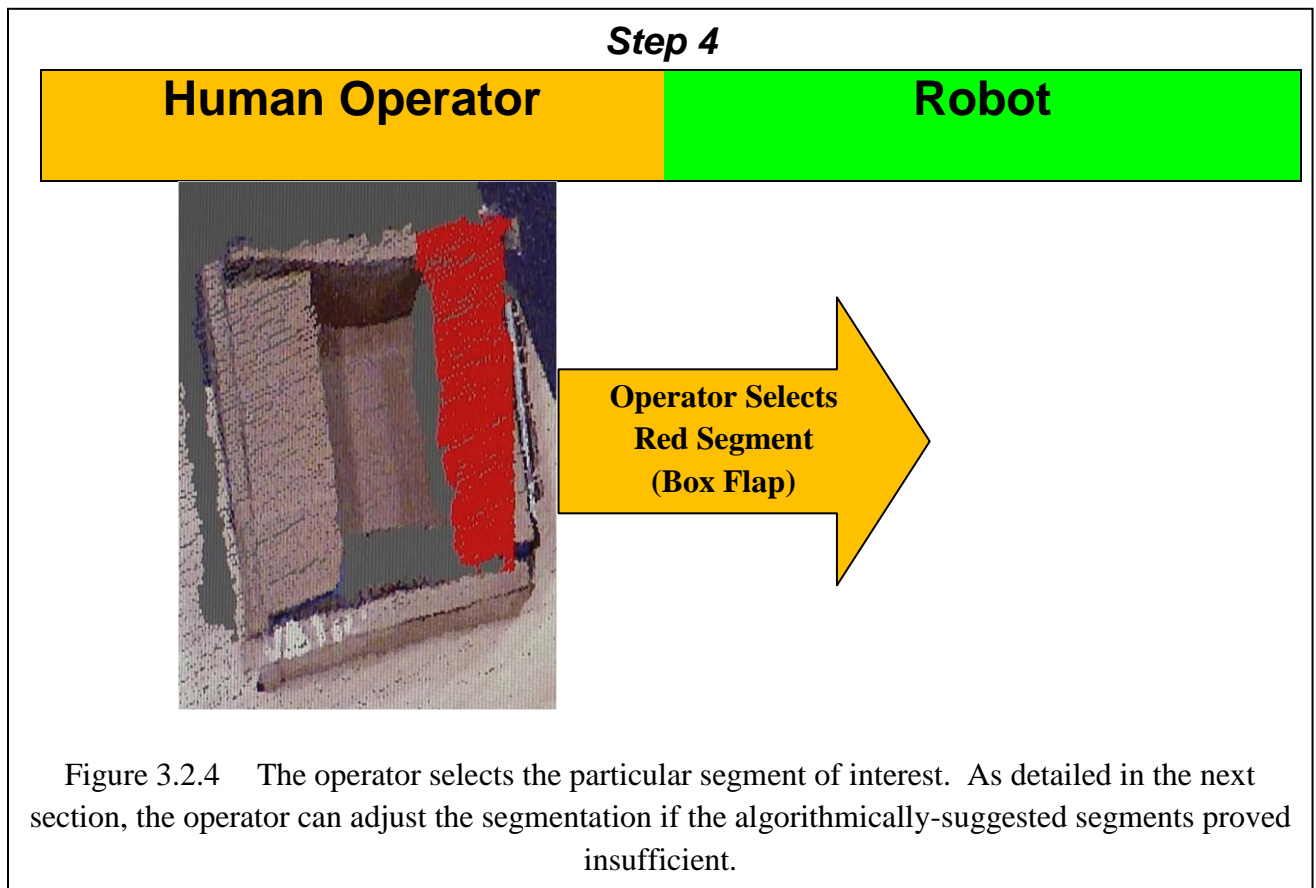 Step 4
Human Operator
Robot
Operator Selects
Red Segment
(Box Flap)
Figure 3.2.4 The operator selects the particular segment of interest. As detailed in the next
section, the operator can adjust the segmentation if the algorithmically-suggested segments proved
insufficient.